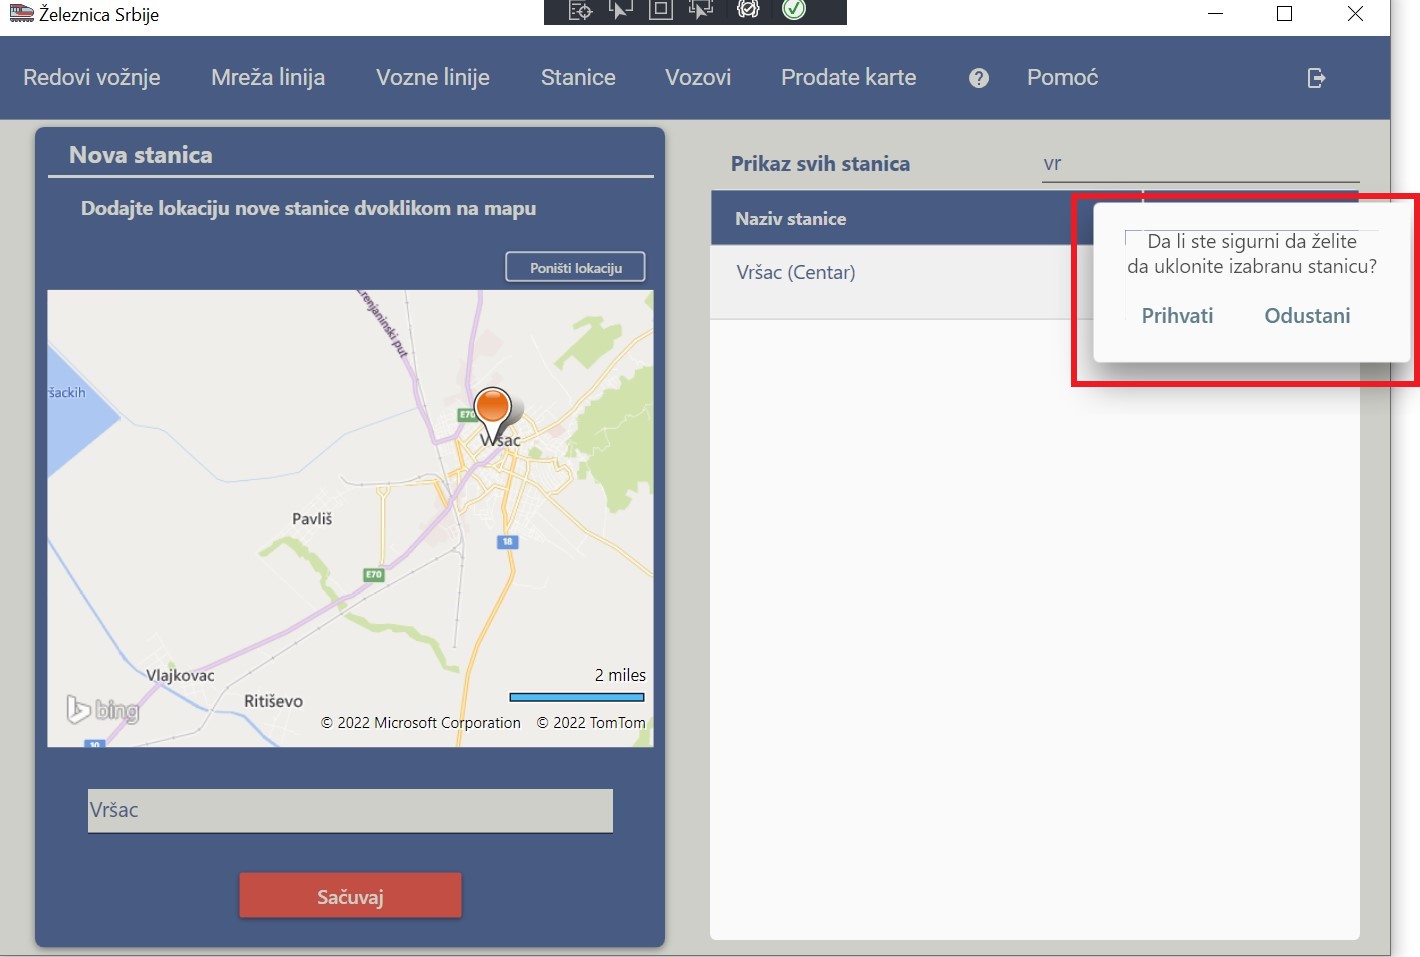 Železnica Srbije
Redovi vožnje
Mreža linija
Vozne linije
Stanice
Vozovi
Prodate karte
?
Pomoć
Nova stanica
Dodajte lokaciju nove stanice dvoklikom na mapu
Poništi lokaciju
šackih
E70
Pavliš
18
E70
Vlajkovac
Ritiševo
10
2 miles
bing
© 2022 Microsoft Corporation © 2022 TomTom
Vršac
Sačuvaj
Prikaz svih stanica
vr
Naziv stanice
Vršac (Centar)
Da li ste sigurni da želite
da uklonite izabranu stanicu?
Prihvati
Odustani